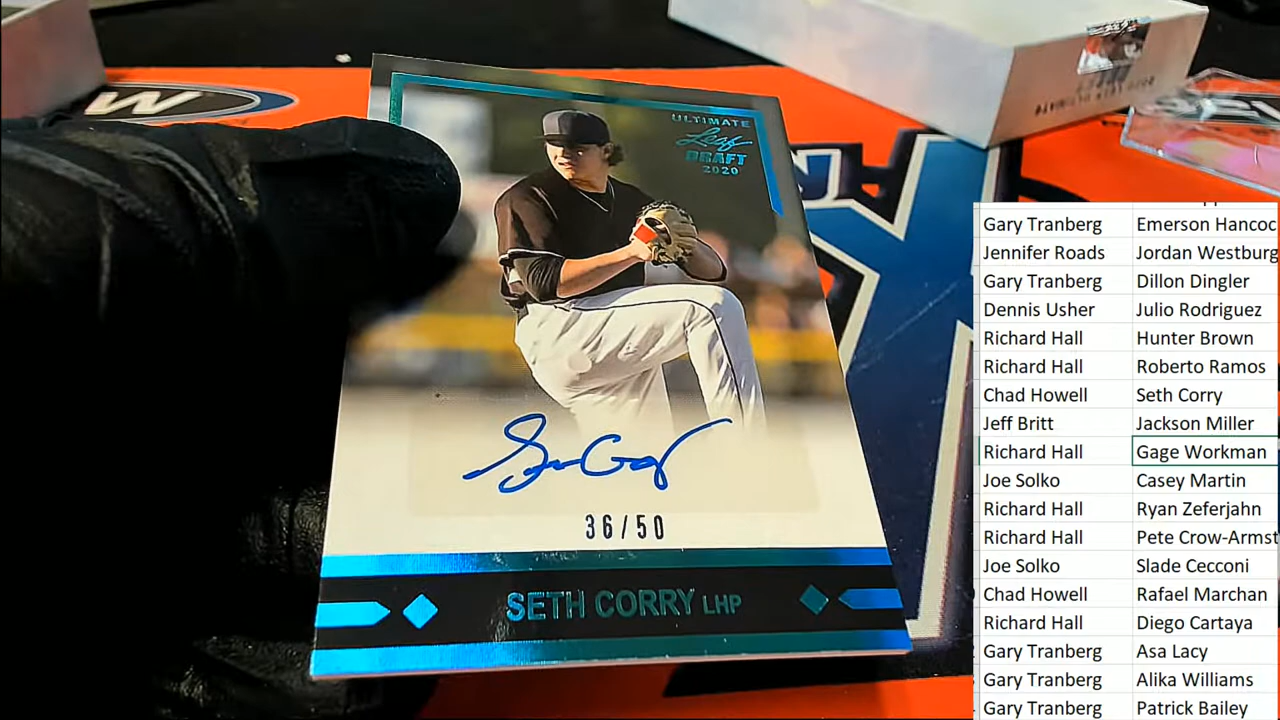 W
ULTIMATE
Leaf
DRAFT
2020
36/50
SETH CORRY LHP
Gary Tranberg Emerson Hancoc
Jennifer Roads Jordan Westburg
Gary Tranberg Dillon Dingler
Dennis Usher Julio Rodriguez
Richard Hall Hunter Brown
Richard Hall Roberto Ramos
Chad Howell Seth Corry
Jeff Britt Jackson Miller
Richard Hall Gage Workman
Joe Solko Casey Martin
Richard Hall Ryan Zeferjahn
Richard Hall Pete Crow-Armst
Joe Solko Slade Cecconi
Chad Howell Rafael Marchan
Richard Hall Diego Cartaya
Gary Tranberg Asa Lacy
Gary Tranberg Alika Williams
Gary Tranberg Patrick Bailey